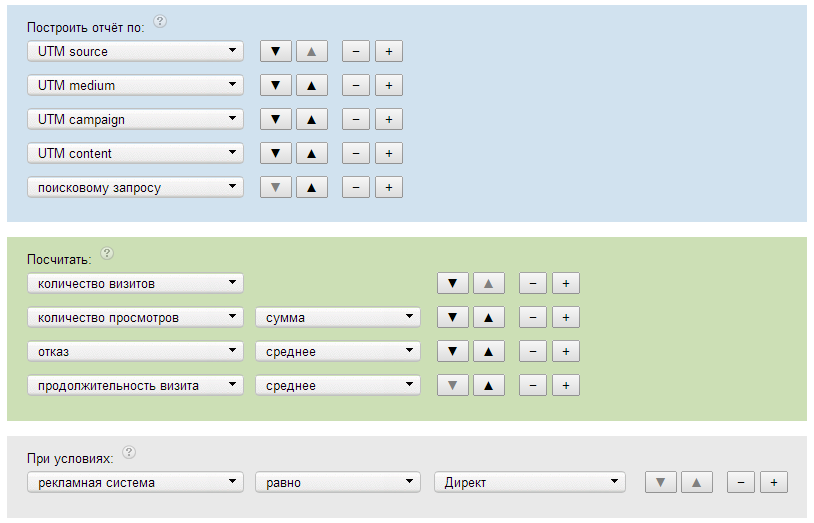 Построить отчёт по: ?
UTM source ▼ ▲ − +
UTM medium ▼ ▲ − +
UTM campaign ▼ ▲ − +
UTM content ▼ ▲ − +
поисковому запросу ▼ ▲ − +
Посчитать: ?
количество визитов ▼ ▲ − +
количество просмотров сумма ▼ ▲ − +
отказ среднее ▼ ▲ − +
продолжительность визита среднее ▼ ▲ − +
При условиях: ?
рекламная система равно Директ ▼ ▲ − +